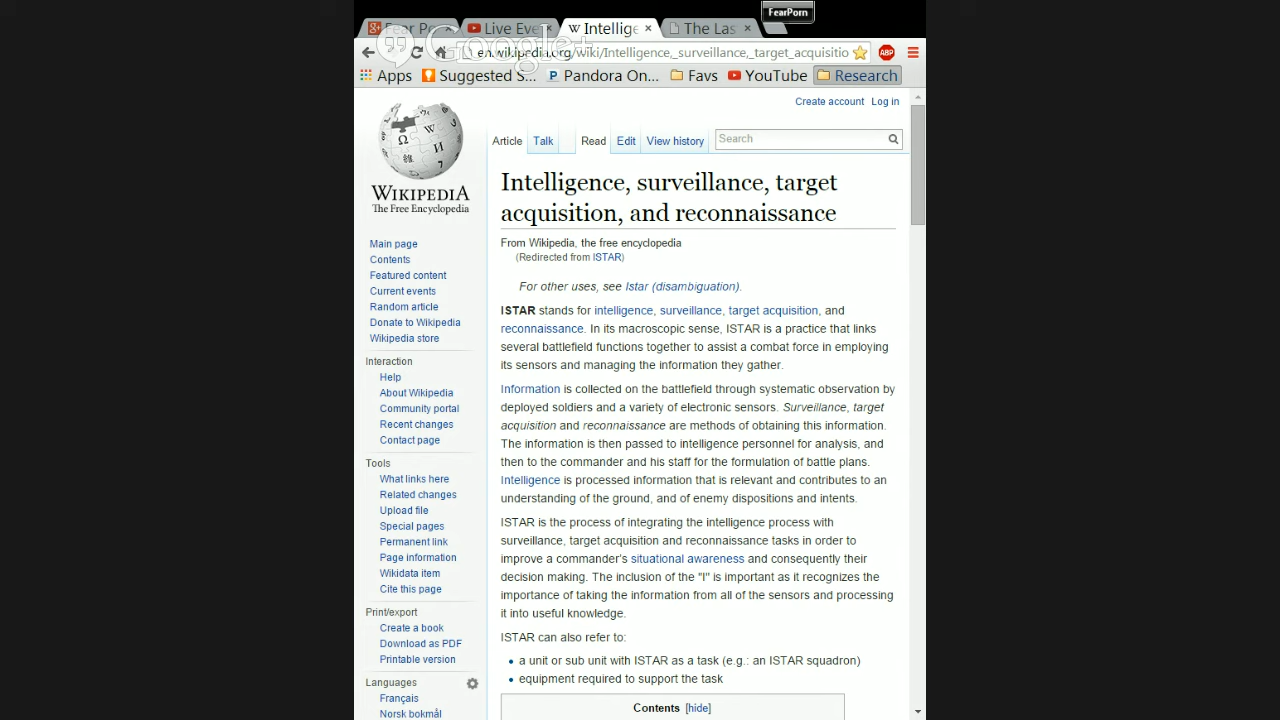 FearPorn
Fear Po
Live Eve
Intellige
The Las
Google+
en.wikipedia.org/wiki/Intelligence,_surveillance,_target_acquisitio
ABP
Apps
Suggested S...
Pandora On...
Favs
YouTube
Research
Create account Log in
Article Talk Read Edit View history Search
WIKIPEDIA
The Free Encyclopedia
Intelligence, surveillance, target
acquisition, and reconnaissance
From Wikipedia, the free encyclopedia
(Redirected from ISTAR)
For other uses, see Istar (disambiguation).
ISTAR stands for intelligence, surveillance, target acquisition, and
reconnaissance. In its macroscopic sense, ISTAR is a practice that links
several battlefield functions together to assist a combat force in employing
its sensors and managing the information they gather.
Information is collected on the battlefield through systematic observation by
deployed soldiers and a variety of electronic sensors. Surveillance, target
acquisition and reconnaissance are methods of obtaining this information.
The information is then passed to intelligence personnel for analysis, and
then to the commander and his staff for the formulation of battle plans.
Intelligence is processed information that is relevant and contributes to an
understanding of the ground, and of enemy dispositions and intents.
ISTAR is the process of integrating the intelligence process with
surveillance, target acquisition and reconnaissance tasks in order to
improve a commander's situational awareness and consequently their
decision making. The inclusion of the "I" is important as it recognizes the
importance of taking the information from all of the sensors and processing
it into useful knowledge.
ISTAR can also refer to:
a unit or sub unit with ISTAR as a task (e.g.: an ISTAR squadron)
equipment required to support the task
Contents [hide]
Main page
Contents
Featured content
Current events
Random article
Donate to Wikipedia
Wikipedia store
Interaction
Help
About Wikipedia
Community portal
Recent changes
Contact page
Tools
What links here
Related changes
Upload file
Special pages
Permanent link
Page information
Wikidata item
Cite this page
Print/export
Create a book
Download as PDF
Printable version
Languages
Français
Norsk bokmål